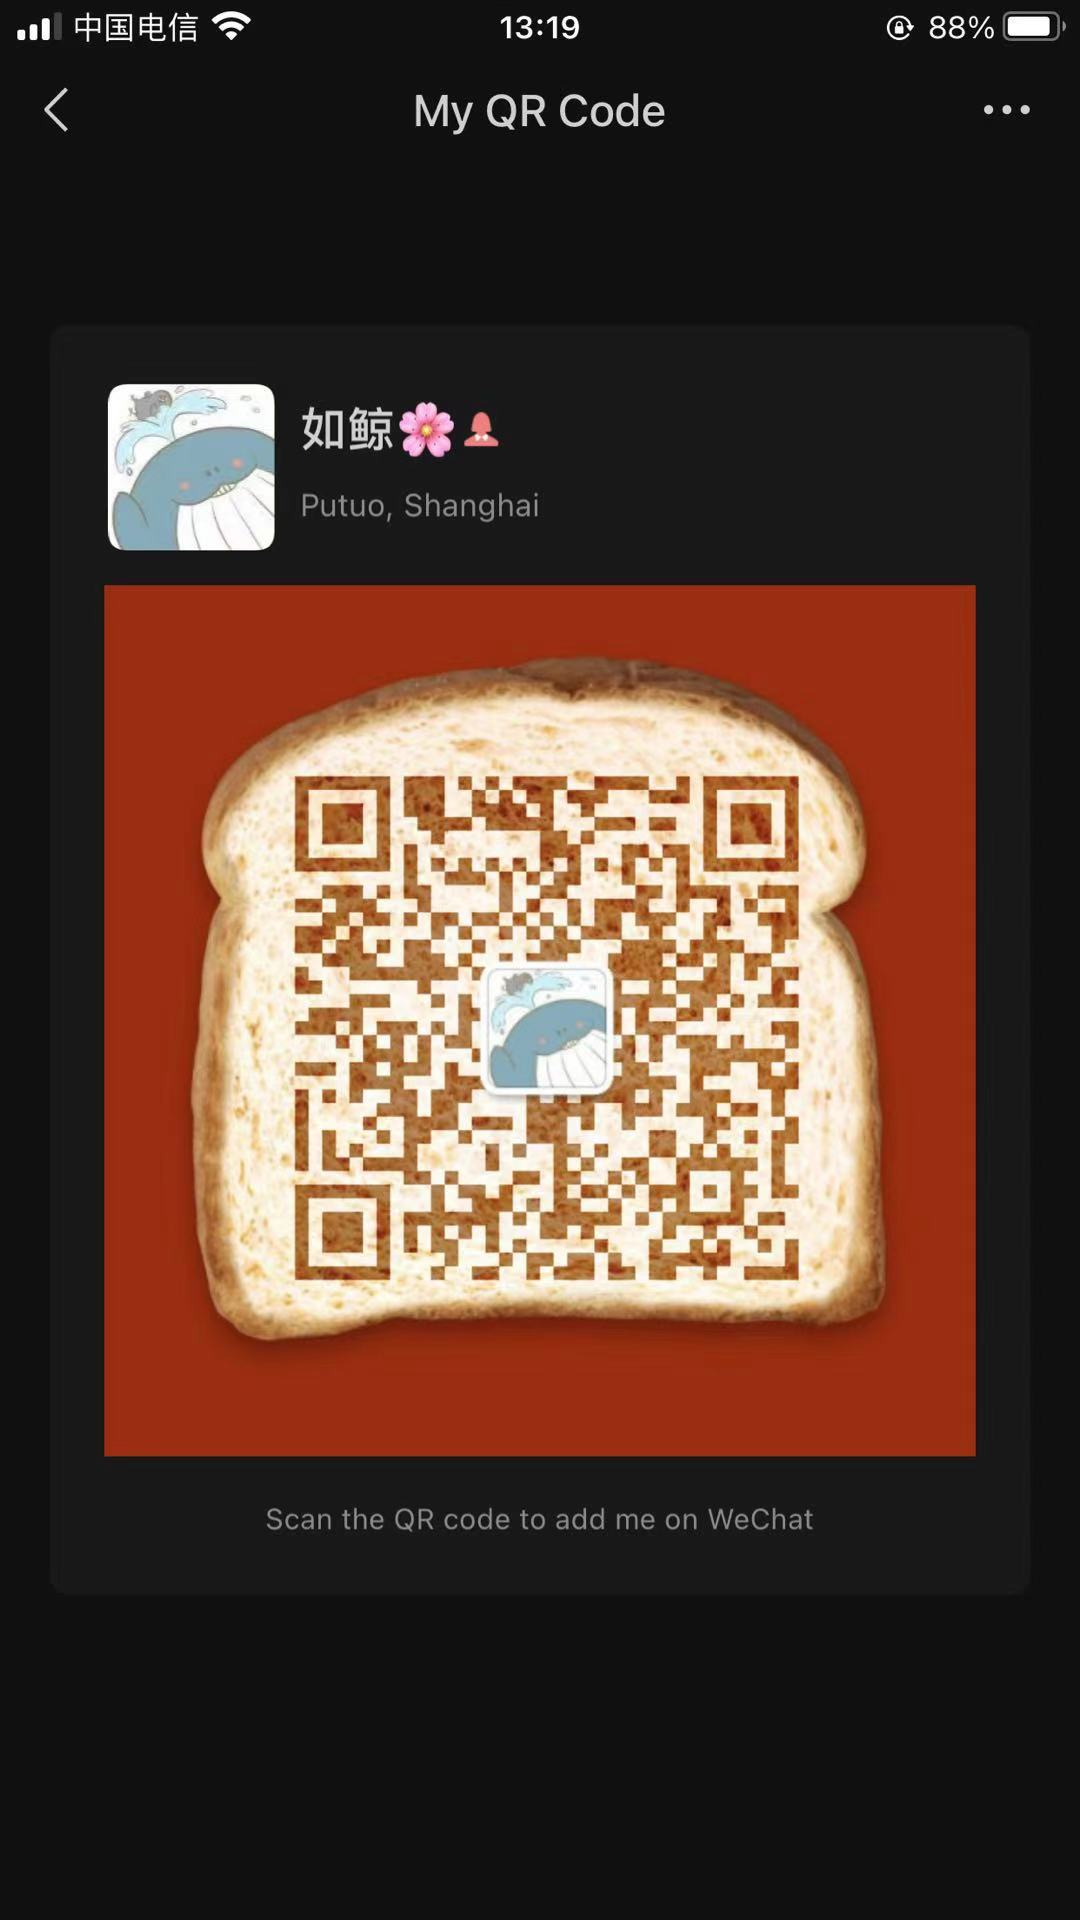 中国电信 13:19 88%
My QR Code
如鲸🌸
Putuo, Shanghai
Scan the QR code to add me on WeChat